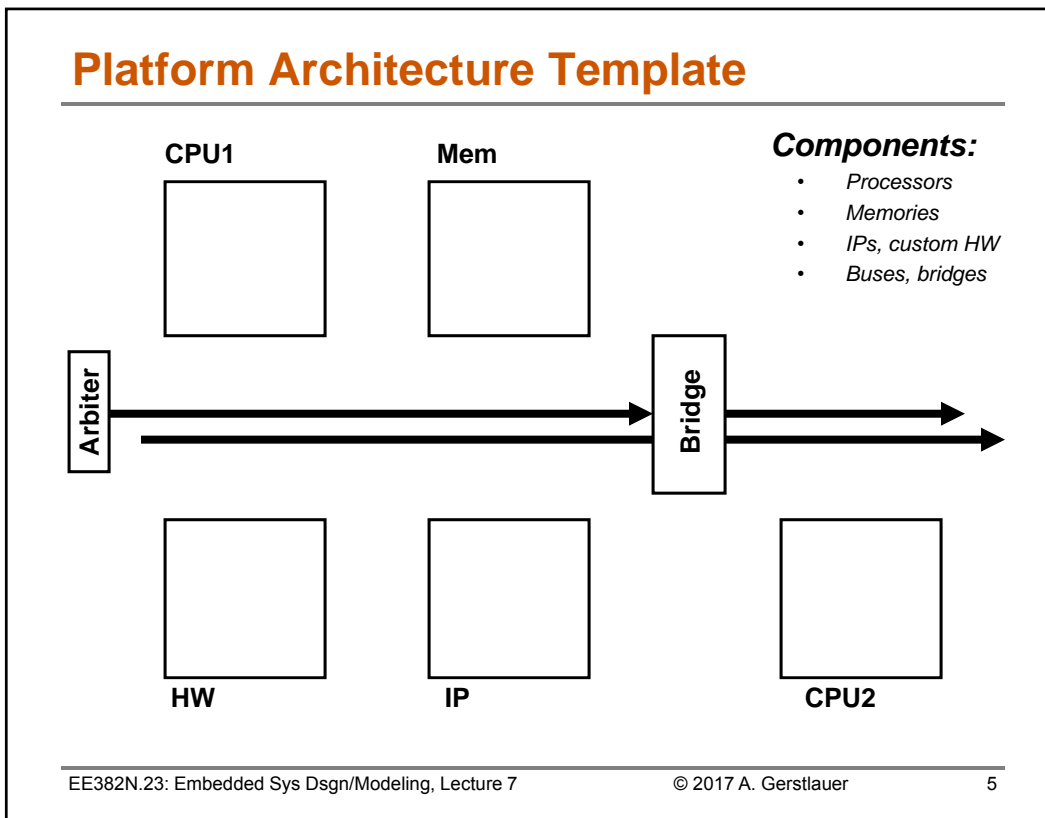 Platform Architecture Template
CPU1
Mem
Components:
• Processors
• Memories
• IPs, custom HW
• Buses, bridges
Arbiter
Bridge
HW
IP
CPU2
EE382N.23: Embedded Sys Dsgn/Modeling, Lecture 7
© 2017 A. Gerstlauer
5